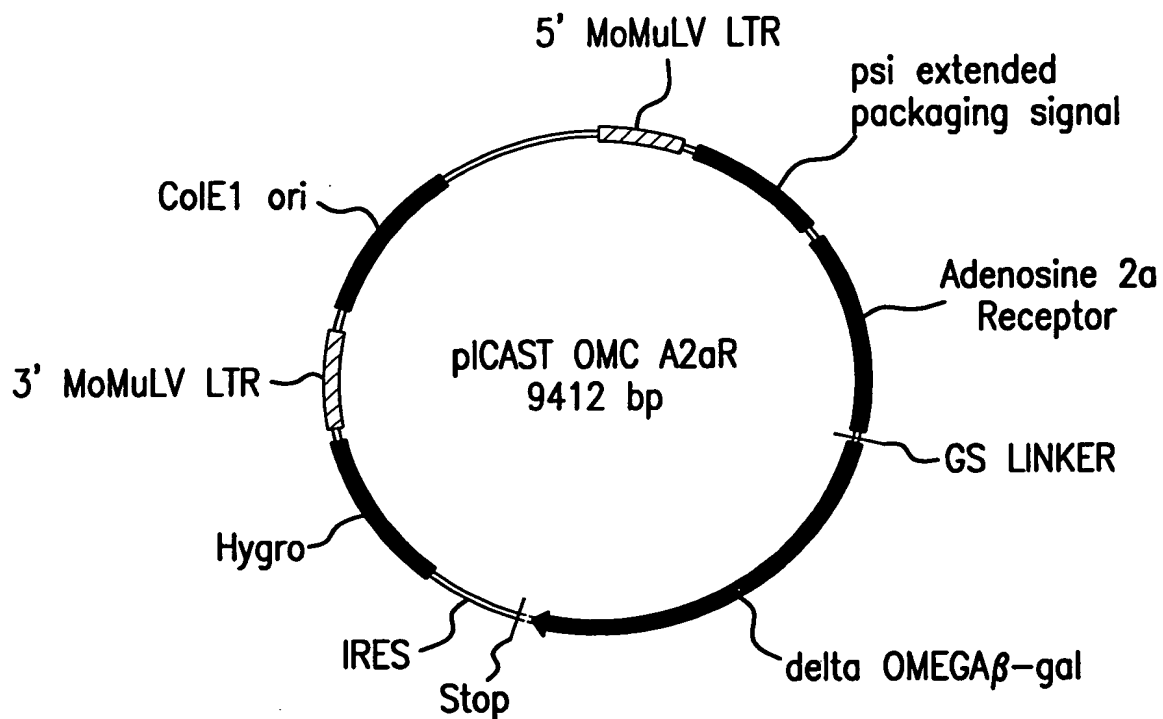 5' MoMuLV LTR
psi extended
packaging signal
ColE1 ori
Adenosine 2a
Receptor
pICAST OMC A2aR
9412 bp
3' MoMuLV LTR
GS LINKER
Hygro
IRES
Stop
delta OMEGAβ-gal